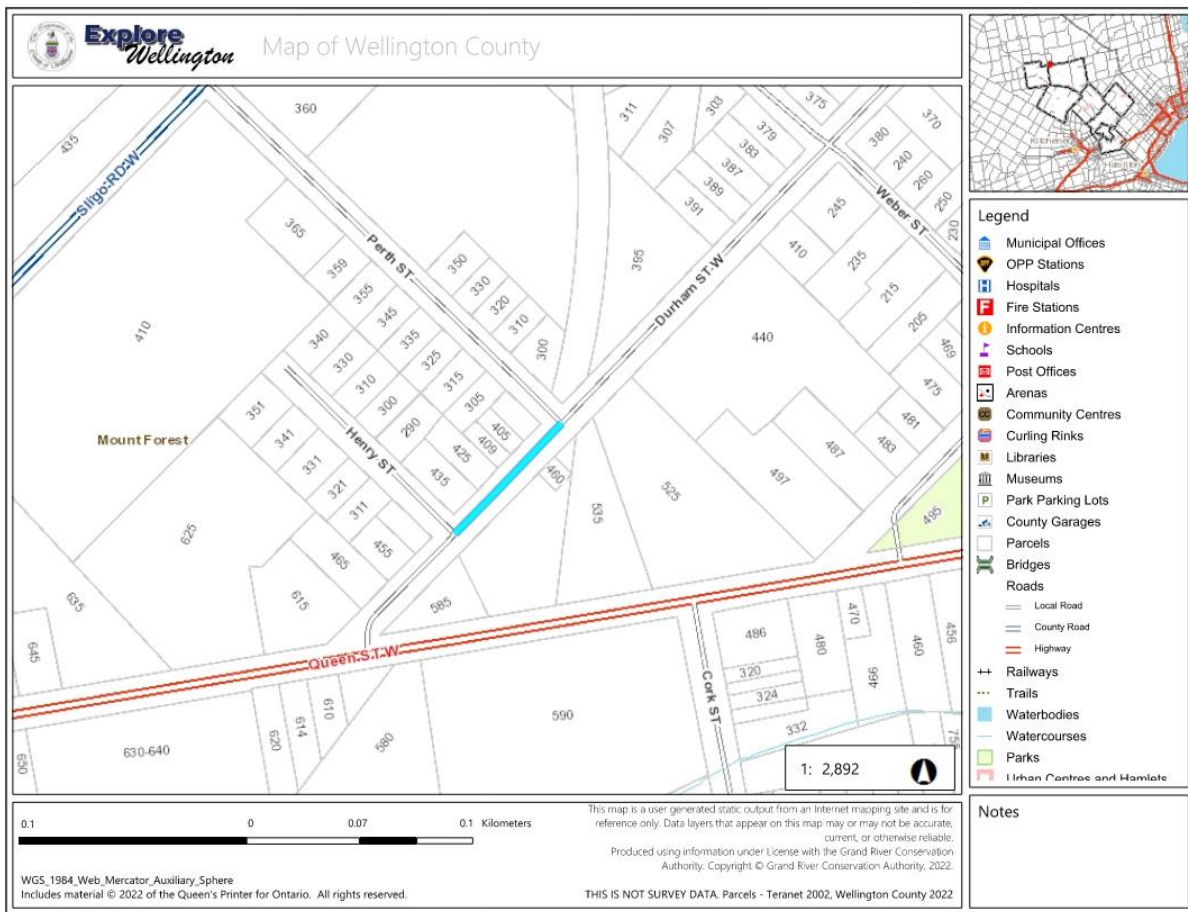 Explore
Wellington
Map of Wellington County
435
360
311
307
303
375
379
383
387
389
391
380
370
240
260
250
230
Sligo RD W
Weber ST
245
410
235
215
205
469
475
481
483
487
497
495
365
359
355
345
335
325
315
305
405
409
425
435
Perth ST
350
330
320
310
300
395
Durham ST W
440
410
340
330
310
300
290
Henry ST
351
341
331
321
311
Mount Forest
460
525
535
625
455
465
615
585
635
645
Queen ST W
486
320
324
332
480
470
466
460
456
755
Cork ST
590
580
610
614
620
630-640
650
1: 2,892
Kitchener
Hamilton
Legend
Municipal Offices
OPP Stations
Hospitals
Fire Stations
Information Centres
Schools
Post Offices
Arenas
Community Centres
Curling Rinks
Libraries
Museums
Park Parking Lots
County Garages
Parcels
Bridges
Roads
Local Road
County Road
Highway
Railways
Trails
Waterbodies
Watercourses
Parks
Urban Centres and Hamlets
Notes
0.1 0 0.07 0.1 Kilometers
WGS_1984_Web_Mercator_Auxiliary_Sphere
Includes material © 2022 of the Queen's Printer for Ontario. All rights reserved.
This map is a user generated static output from an Internet mapping site and is for
reference only. Data layers that appear on this map may or may not be accurate,
current, or otherwise reliable.
Produced using information under License with the Grand River Conservation
Authority. Copyright © Grand River Conservation Authority, 2022.
THIS IS NOT SURVEY DATA. Parcels - Teranet 2002, Wellington County 2022